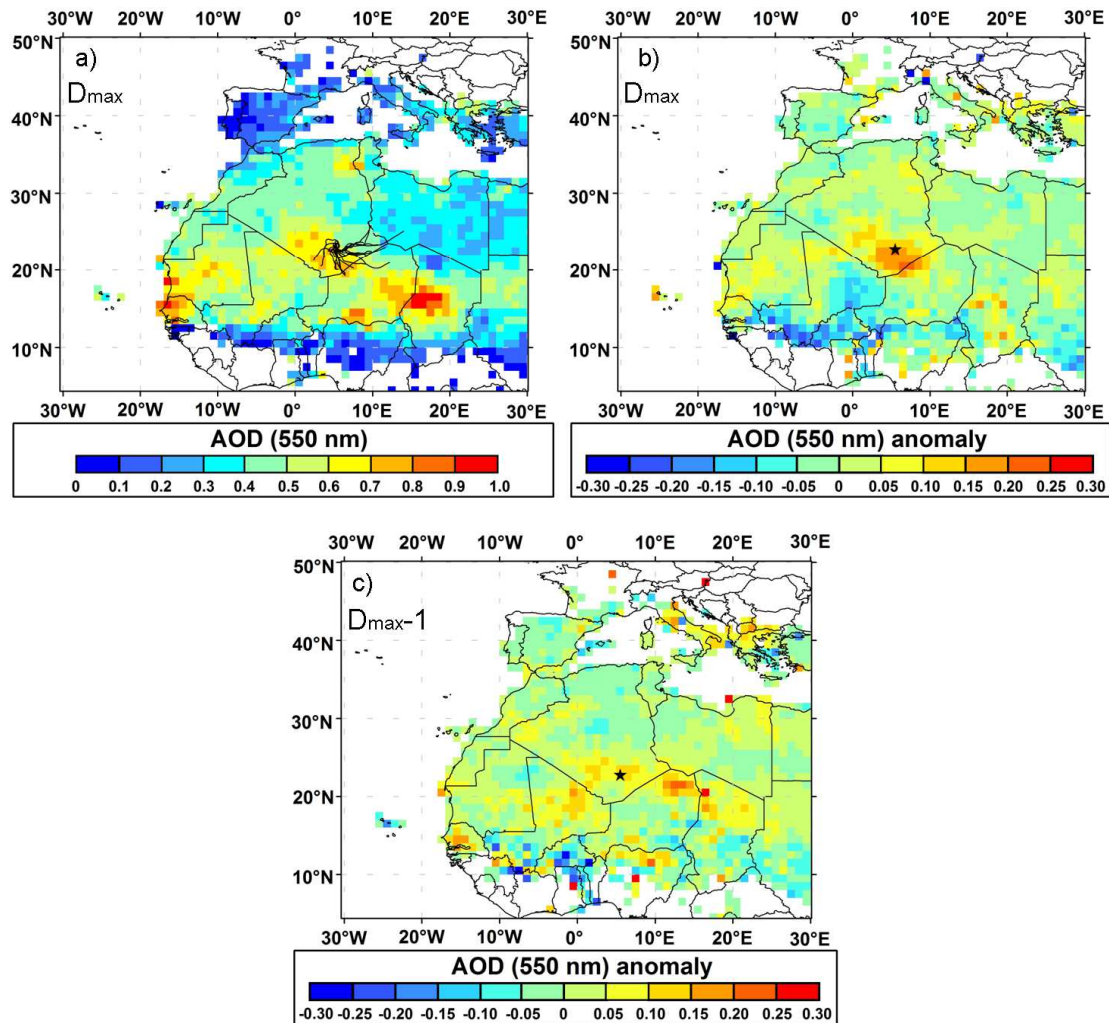 30°W 20°W 10°W 0° 10°E 20°E 30°E
50°N
40°N
30°N
20°N
10°N
a)
Dmax
30°W 20°W 10°W 0° 10°E 20°E 30°E
AOD (550 nm)
0 0.1 0.2 0.3 0.4 0.5 0.6 0.7 0.8 0.9 1.0
30°W 20°W 10°W 0° 10°E 20°E 30°E
50°N
40°N
30°N
20°N
10°N
b)
Dmax
30°W 20°W 10°W 0° 10°E 20°E 30°E
AOD (550 nm) anomaly
-0.30 -0.25 -0.20 -0.15 -0.10 -0.05 0 0.05 0.10 0.15 0.20 0.25 0.30
30°W 20°W 10°W 0° 10°E 20°E 30°E
50°N
40°N
30°N
20°N
10°N
c)
Dmax-1
30°W 20°W 10°W 0° 10°E 20°E 30°E
AOD (550 nm) anomaly
-0.30 -0.25 -0.20 -0.15 -0.10 -0.05 0 0.05 0.10 0.15 0.20 0.25 0.30